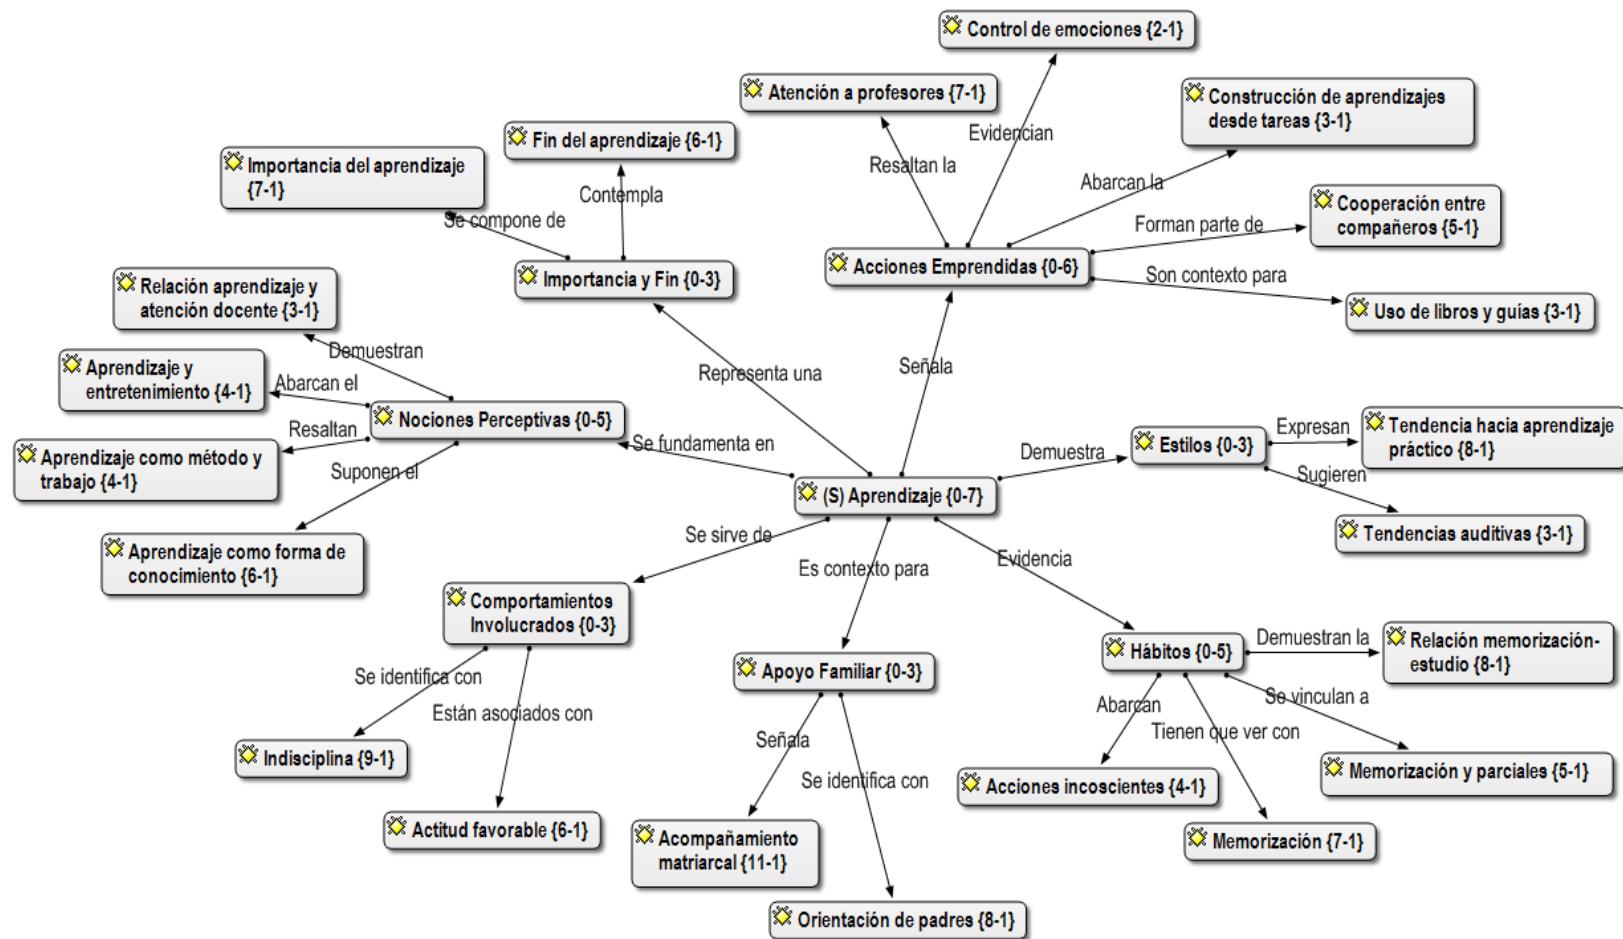 Control de emociones {2-1}
Atención a profesores {7-1}
Construcción de aprendizajes
desde tareas {3-1}
Evidencian
Fin del aprendizaje {6-1}
Importancia del aprendizaje
{7-1}
Resaltan la
Abarcan la
Contempla
Cooperación entre
compañeros {5-1}
Se compone de
Forman parte de
Acciones Emprendidas {0-6}
Importancia y Fin {0-3}
Son contexto para
Relación aprendizaje y
atención docente {3-1}
Uso de libros y guías {3-1}
Demuestran
Aprendizaje y
entretenimiento {4-1}
Representa una
Señala
Abarcan el
Nociones Perceptivas {0-5}
Resaltan
Se fundamenta en
Demuestra
Estilos {0-3}
Expresan
Tendencia hacia aprendizaje
práctico {8-1}
Aprendizaje como método y
trabajo {4-1}
Suponen el
Sugieren
(S) Aprendizaje {0-7}
Tendencias auditivas {3-1}
Aprendizaje como forma de
conocimiento {6-1}
Se sirve de
Es contexto para
Evidencia
Comportamientos
Involucrados {0-3}
Hábitos {0-5}
Demuestran la
Relación memorización-
estudio {8-1}
Apoyo Familiar {0-3}
Se identifica con
Están asociados con
Abarcan
Se vinculan a
Tienen que ver con
Señala
Indisciplina {9-1}
Se identifica con
Acciones incoscientes {4-1}
Memorización y parciales {5-1}
Actitud favorable {6-1}
Acompañamiento
matriarcal {11-1}
Memorización {7-1}
Orientación de padres {8-1}